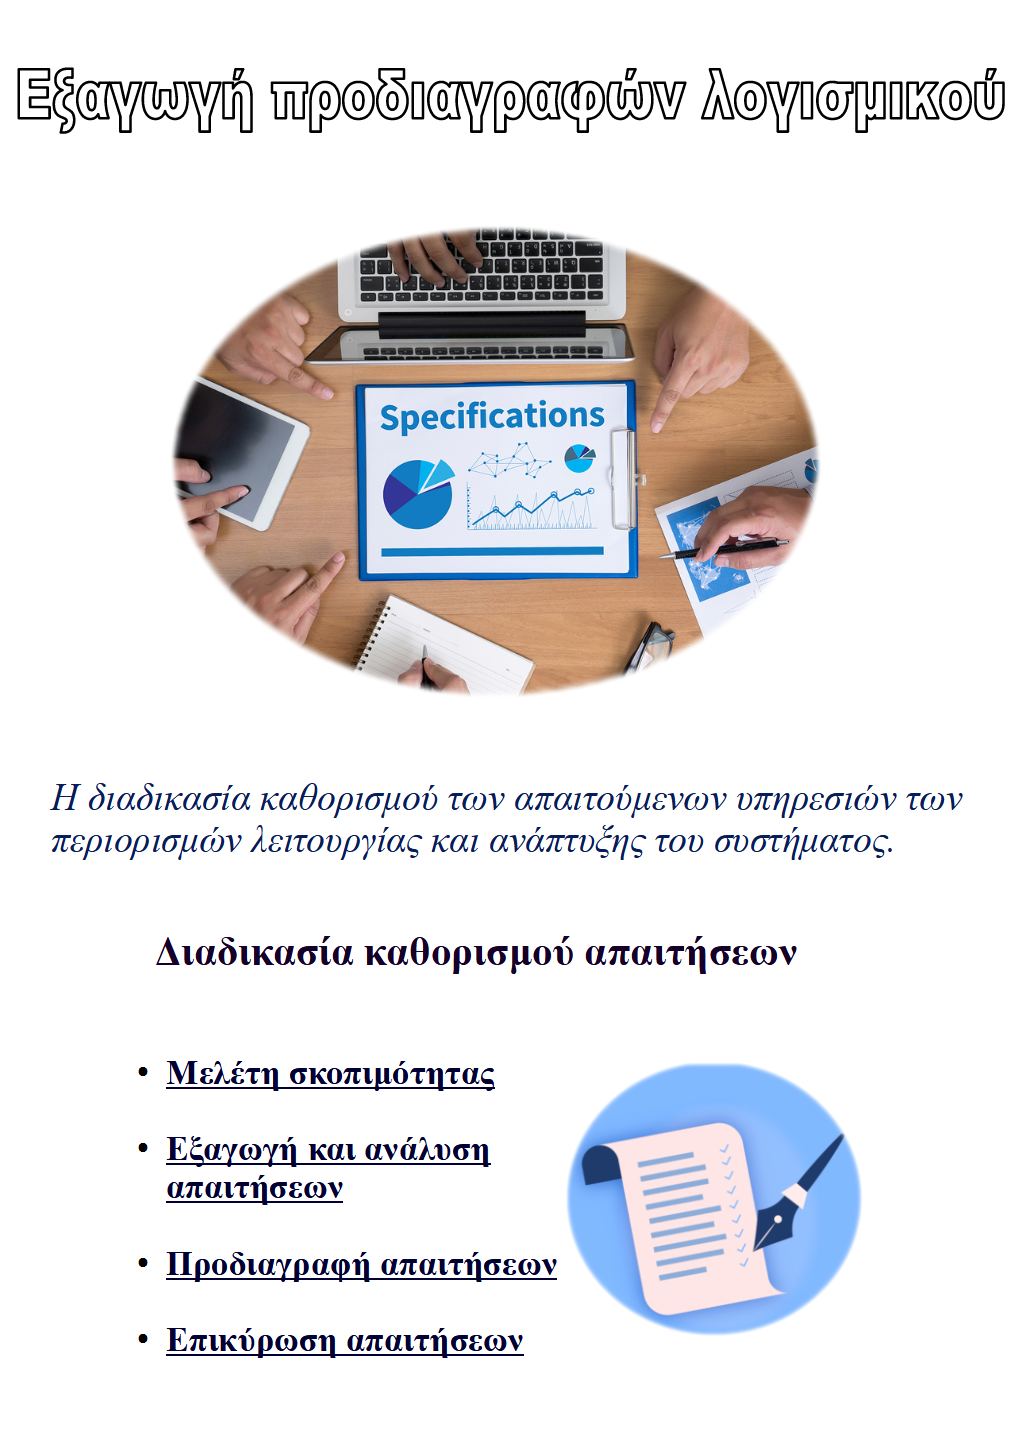 Εξαγωγή προδιαγραφών λογισμικού
Specifications
Η διαδικασία καθορισμού των απαιτούμενων υπηρεσιών των
περιορισμών λειτουργίας και ανάπτυξης του συστήματος.
Διαδικασία καθορισμού απαιτήσεων
• Μελέτη σκοπιμότητας
• Εξαγωγή και ανάλυση
απαιτήσεων
• Προδιαγραφή απαιτήσεων
• Επικύρωση απαιτήσεων